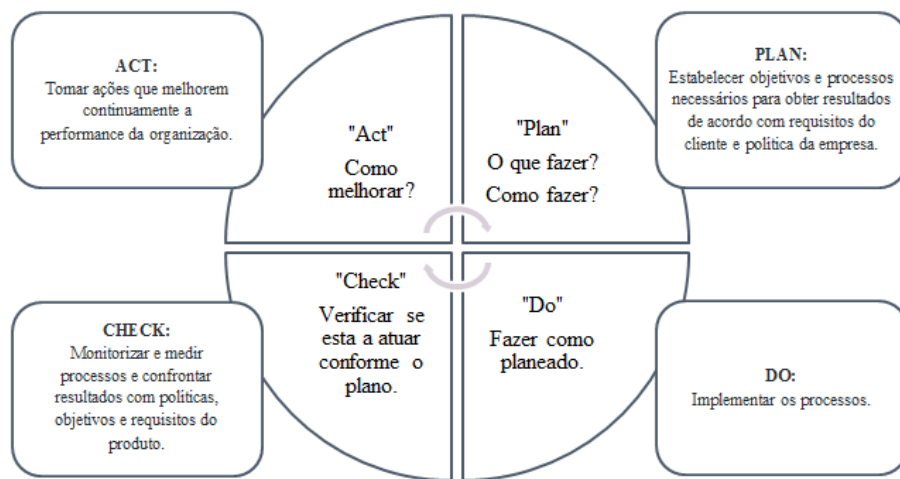 ACT:
Tomar ações que melhorem
continuamente a
performance da organização.
PLAN:
Estabelecer objetivos e processos
necessários para obter resultados
de acordo com requisitos do
cliente e política da empresa.
"Act"
Como
melhorar?
"Plan"
O que fazer?
Como fazer?
"Check"
Verificar se
esta a atuar
conforme o
plano.
"Do"
Fazer como
planeado.
CHECK:
Monitorizar e medir
processos e confrontar
resultados com políticas,
objetivos e requisitos do
produto.
DO:
Implementar os processos.